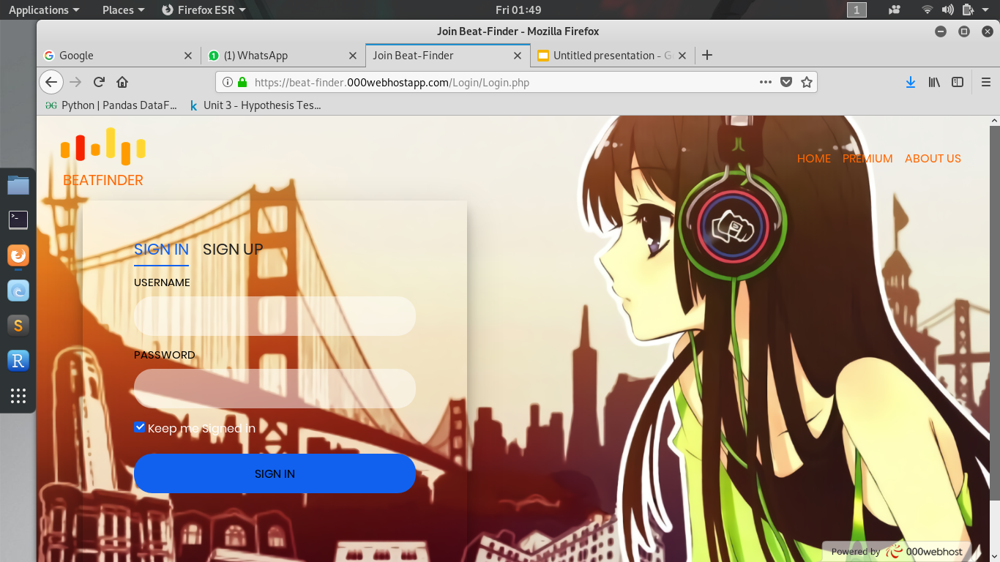 Applications Places Firefox ESR Fri 01:49 1
Join Beat-Finder - Mozilla Firefox
Google (1) WhatsApp Join Beat-Finder Untitled presentation - G
https://beat-finder.000webhostapp.com/Login/Login.php
Python | Pandas DataF... Unit 3 - Hypothesis Tes...
BEATFINDER
HOME PREMIUM ABOUT US
SIGN IN SIGN UP
USERNAME
PASSWORD
Keep me Signed in
SIGN IN
Powered by 000webhost